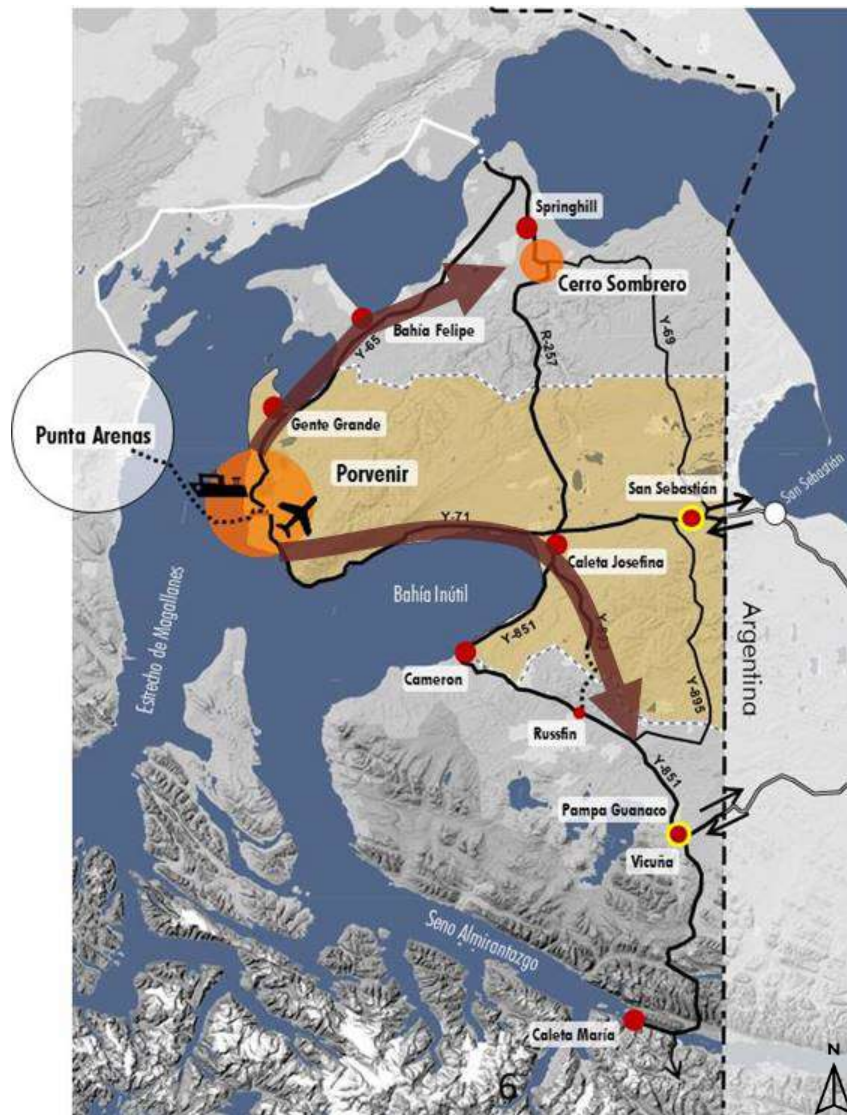 Springhill
Cerro Sombrero
Bahía Felipe
Y-65
R-257
Y-69
Gente Grande
Punta Arenas
Porvenir
San Sebastián
San Sebastián
Y-71
Caleta Josefina
Bahía Inútil
Estrecho de Magallanes
Argentina
Y-851
Cameron
Y-895
Russfin
Y-851
Pampa Guanaco
Vicuña
Seno Almirantazgo
Caleta María
6
N